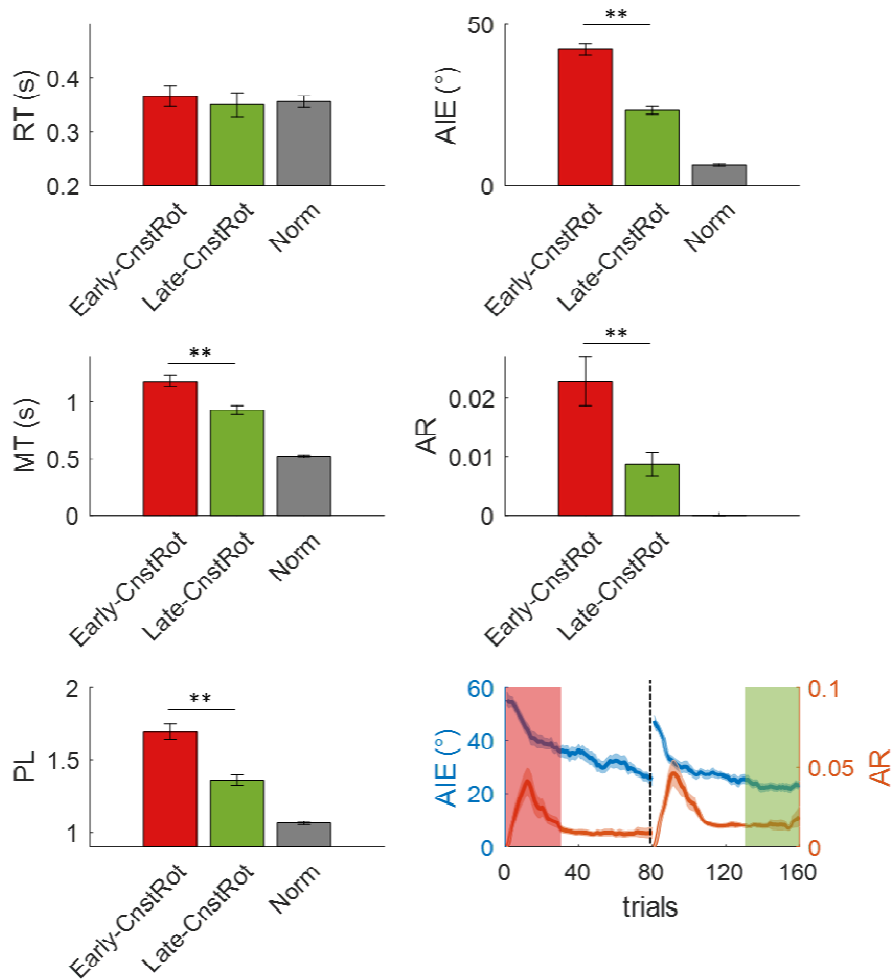 RT (s)
0.4
0.3
0.2
Early-CnstRot
Late-CnstRot
Norm
**
AIE (°)
50
0
Early-CnstRot
Late-CnstRot
Norm
**
MT (s)
1
0.5
0
Early-CnstRot
Late-CnstRot
Norm
**
AR
0.02
0.01
0
Early-CnstRot
Late-CnstRot
Norm
**
PL
2
1.5
1
Early-CnstRot
Late-CnstRot
Norm
AIE (°)
60
40
20
0
0.1
0.05
0
AR
0
40
80
120
160
trials